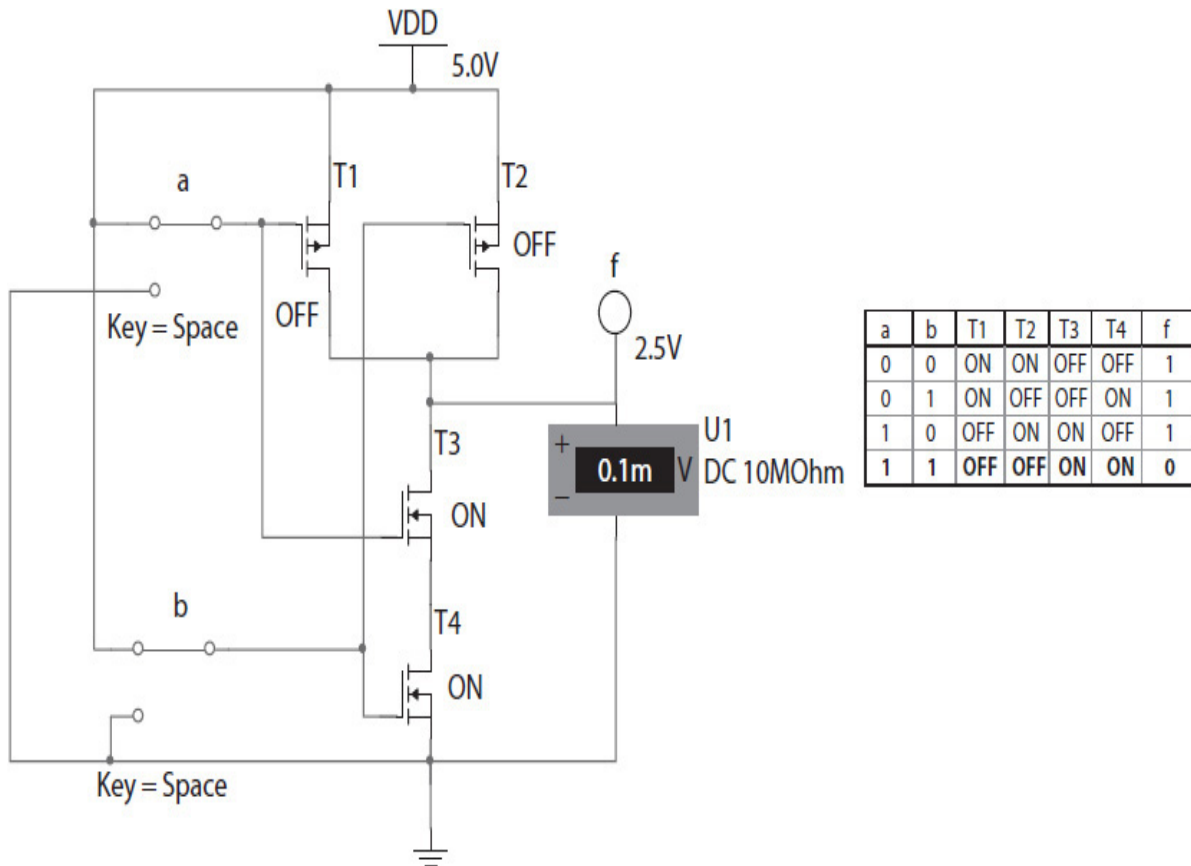 VDD
5.0V
T1
T2
a
OFF
f
Key = Space
OFF
2.5V
T3
+
0.1m
V
–
U1
DC 10MOhm
ON
b
T4
ON
Key = Space
a b T1 T2 T3 T4 f
0 0 ON ON OFF OFF 1
0 1 ON OFF OFF ON 1
1 0 OFF ON ON OFF 1
1 1 OFF OFF ON ON 0